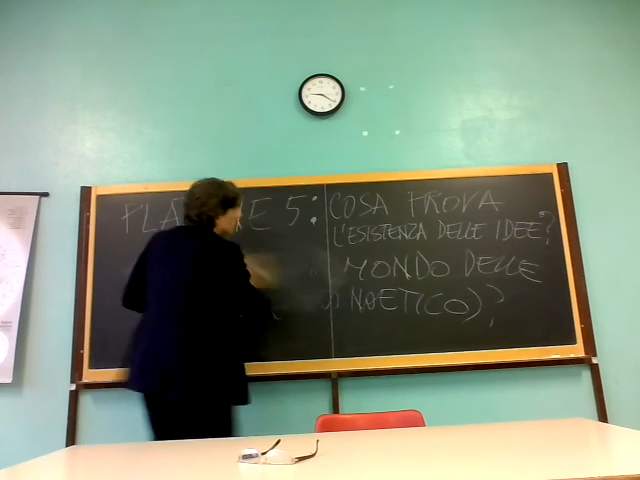 PLA E 5: COSA PROVA
L'ESISTENZA DELLE IDEE?
MONDO DELLE
NOETICO)?